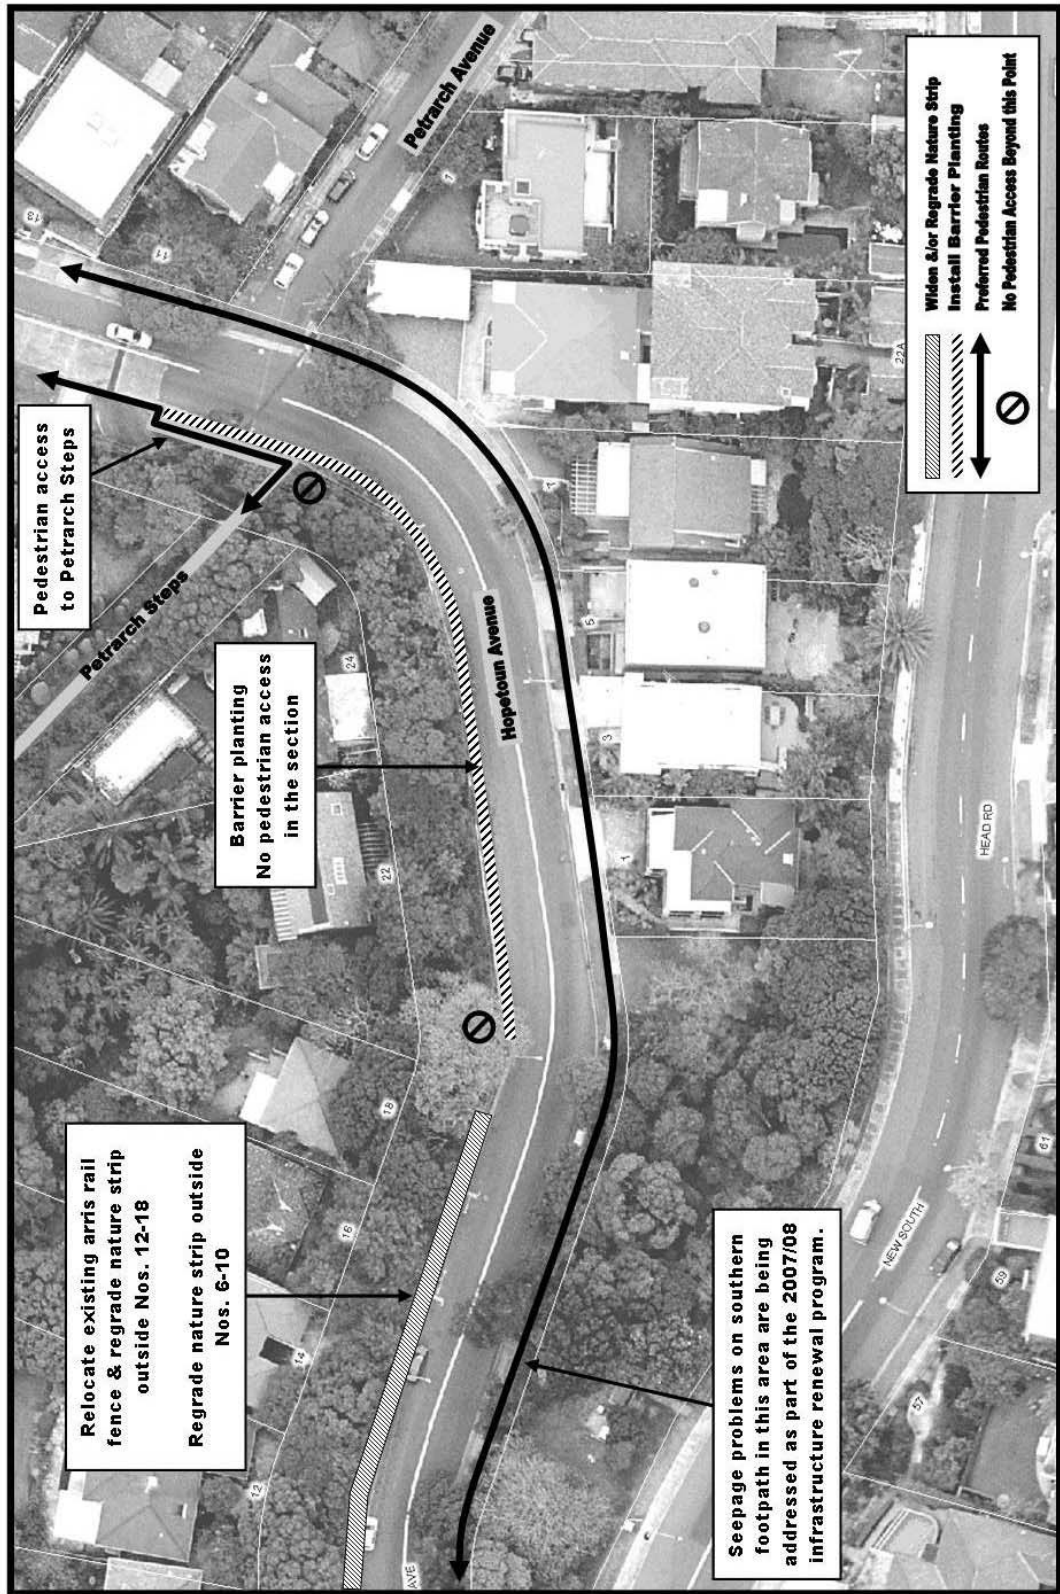 Relocate existing arris rail
fence & regrade nature strip
outside Nos. 12-18
Regrade nature strip outside
Nos. 6-10
Barrier planting
No pedestrian access
in the section
Pedestrian access
to Petrarch Steps
Petrarch Steps
Petrarch Avenue
Hopetoun Avenue
AVE
12
14
16
18
22
24
13
11
1
3
5
7
1
22A
Seepage problems on southern
footpath in this area are being
addressed as part of the 2007/08
infrastructure renewal program.
NEW SOUTH
HEAD RD
57
59
61
Widen &/or Regrade Nature Strip
Install Barrier Planting
Preferred Pedestrian Routes
No Pedestrian Access Beyond this Point